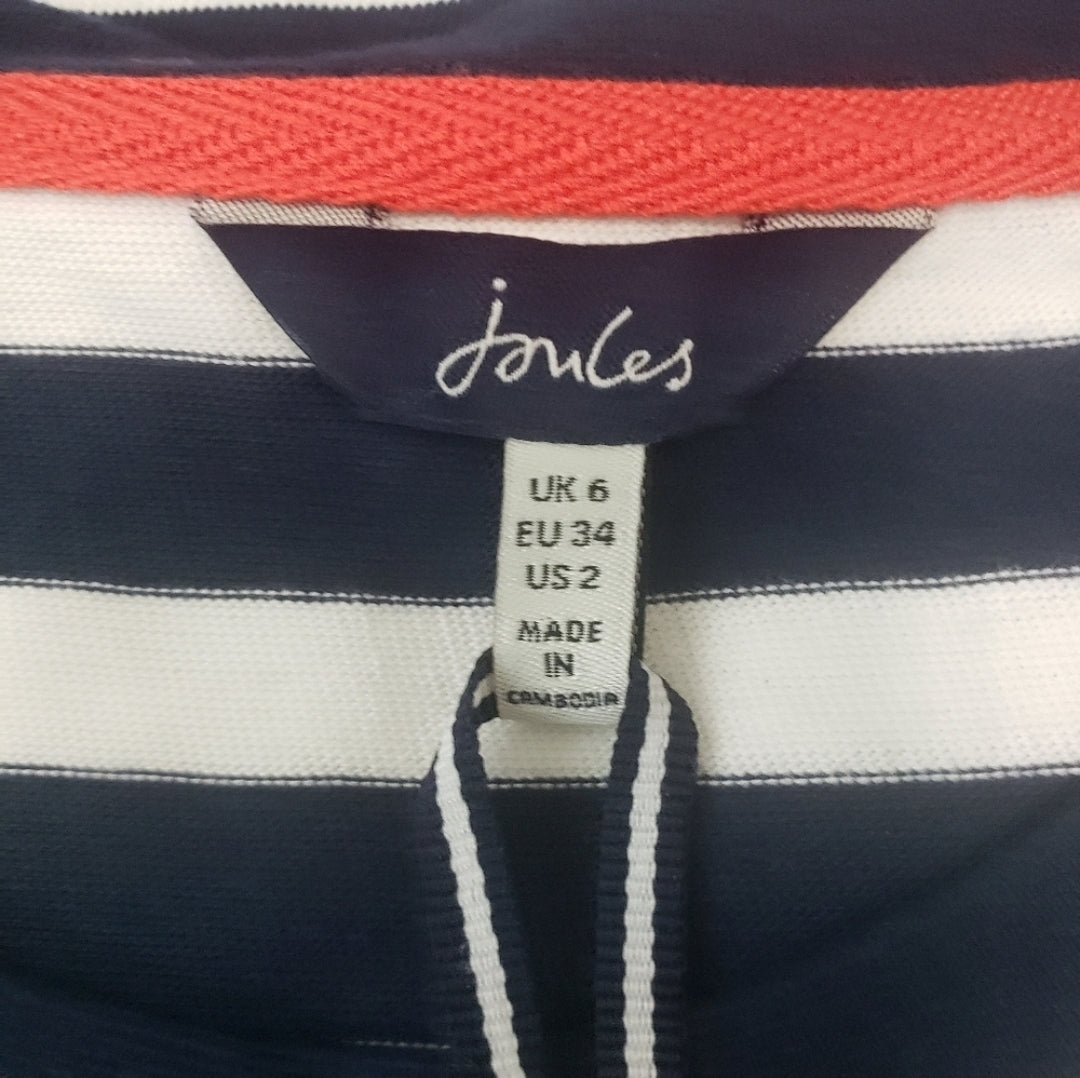 joules
UK 6
EU 34
US 2
MADE
IN
CAMBODIA